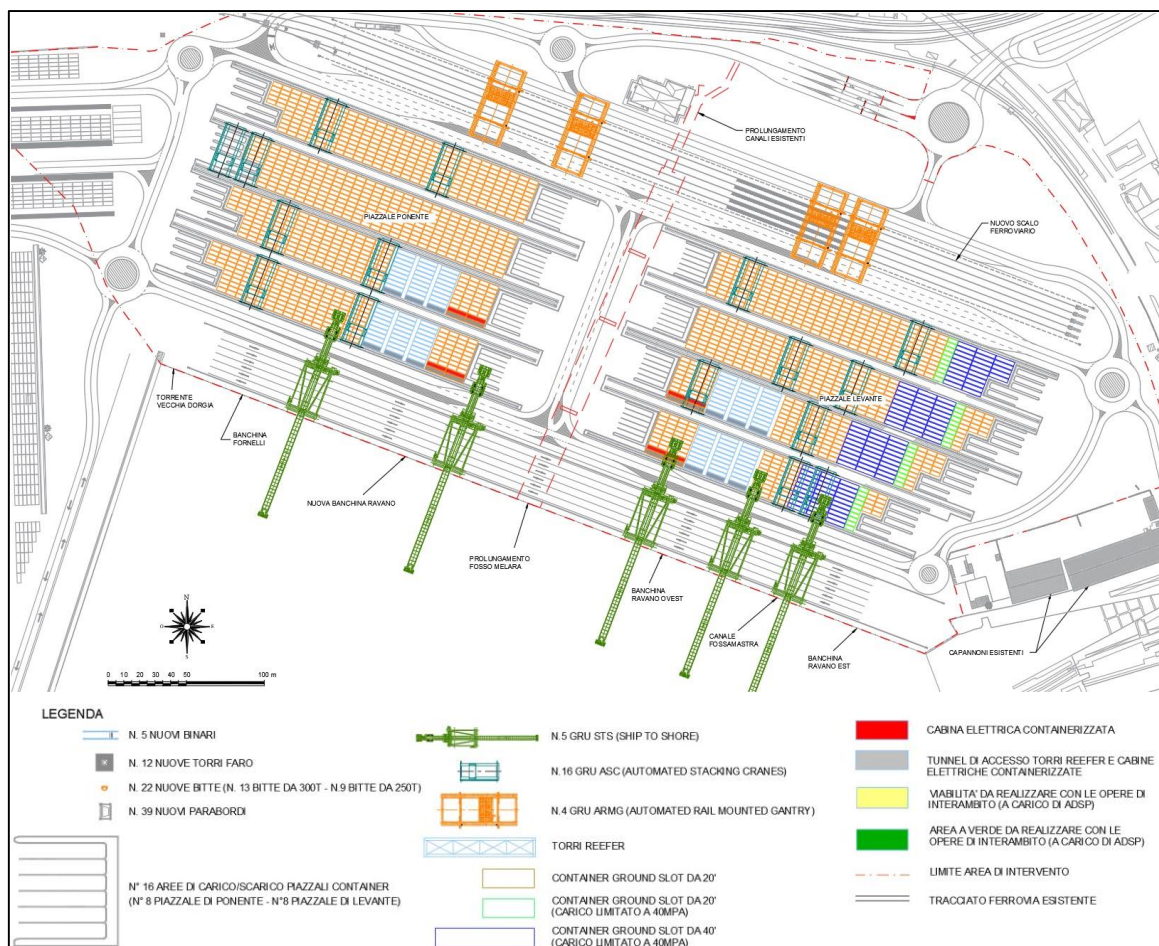 PROLUNGAMENTO
CANALI ESISTENTI
PIAZZALE PONENTE
NUOVO SCALO
FERROVIARIO
PIAZZALE LEVANTE
TORRENTE
VECCHIA DORGIA
BANCHINA
FORNELLI
NUOVA BANCHINA RAVANO
PROLUNGAMENTO
FOSSO MELARA
BANCHINA
RAVANO OVEST
CANALE
FOSSAMASTRA
BANCHINA
RAVANO EST
CAPANNONI ESISTENTI
N
O E
S
0 10 20 30 40 50 100 m
LEGENDA
N. 5 NUOVI BINARI
N. 12 NUOVE TORRI FARO
N. 22 NUOVE BITTE (N. 13 BITTE DA 300T - N.9 BITTE DA 250T)
N. 39 NUOVI PARABORDI
N° 16 AREE DI CARICO/SCARICO PIAZZALI CONTAINER
(N° 8 PIAZZALE DI PONENTE - N°8 PIAZZALE DI LEVANTE)
N.5 GRU STS (SHIP TO SHORE)
N.16 GRU ASC (AUTOMATED STACKING CRANES)
N.4 GRU ARMG (AUTOMATED RAIL MOUNTED GANTRY)
TORRI REEFER
CONTAINER GROUND SLOT DA 20'
CONTAINER GROUND SLOT DA 20'
(CARICO LIMITATO A 40MPA)
CONTAINER GROUND SLOT DA 40'
(CARICO LIMITATO A 40MPA)
CABINA ELETTRICA CONTAINERIZZATA
TUNNEL DI ACCESSO TORRI REEFER E CABINE
ELETTRICHE CONTAINERIZZATE
VIABILITA' DA REALIZZARE CON LE OPERE DI
INTERAMBITO (A CARICO DI ADSP)
AREA A VERDE DA REALIZZARE CON LE
OPERE DI INTERAMBITO (A CARICO DI ADSP)
LIMITE AREA DI INTERVENTO
TRACCIATO FERROVIA ESISTENTE